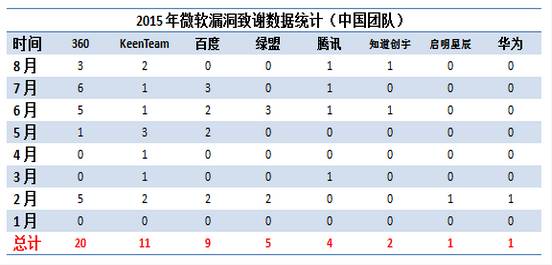 2015年微软漏洞致谢数据统计（中国团队）
时间 360 KeenTeam 百度 绿盟 腾讯 知道创宇 启明星辰 华为
8月 3 2 0 0 1 1 0 0
7月 6 1 3 0 1 0 0 0
6月 5 1 2 3 1 1 0 0
5月 1 3 2 0 0 0 0 0
4月 0 1 0 0 0 0 0 0
3月 0 1 0 0 1 0 0 0
2月 5 2 2 2 0 0 1 1
1月 0 0 0 0 0 0 0 0
总计 20 11 9 5 4 2 1 1